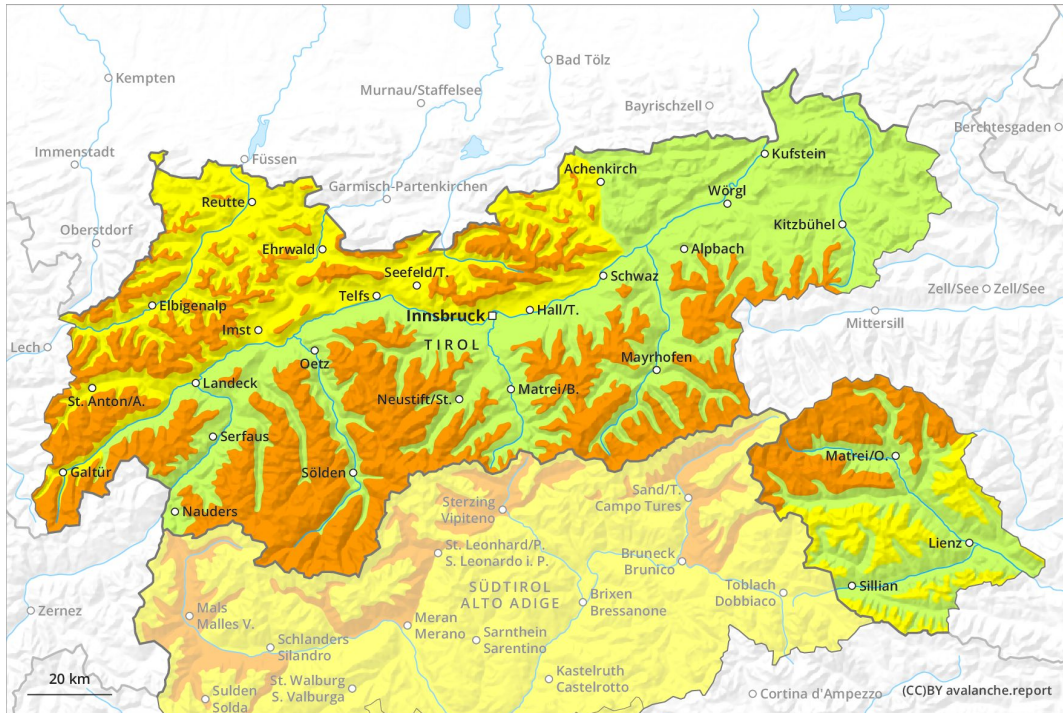 Kempten
Bad Tölz
Murnau/Staffelsee
Bayrischzell
Berchtesgaden
Immenstadt
Füssen
Kufstein
Achenkirch
Garmisch-Partenkirchen
Wörgl
Reutte
Oberstdorf
Kitzbühel
Ehrwald
Alpbach
Seefeld/T.
Schwaz
Telfs
Zell/See
Zell/See
Elbigenalp
Innsbruck
Hall/T.
Mittersill
Imst
TIROL
Lech
Oetz
Mayrhofen
Landeck
St. Anton/A.
Matrei/B.
Neustift/St.
Serfaus
Matrei/O.
Galtür
Sölden
Sand/T.
Campo Tures
Sterzing
Vipiteno
Nauders
Lienz
St. Leonhard/P.
S. Leonardo i. P.
Bruneck
Brunico
Sillian
SÜDTIROL
ALTO ADIGE
Toblach
Dobbiaco
Brixen
Bressanone
Zernez
Mals
Malles V.
Meran
Merano
Schlanders
Silandro
Sarnthein
Sarentino
20 km
St. Walburg
S. Valburga
Kastelruth
Castelrotto
Sulden
Solda
Cortina d'Ampezzo
(CC)BY avalanche.report